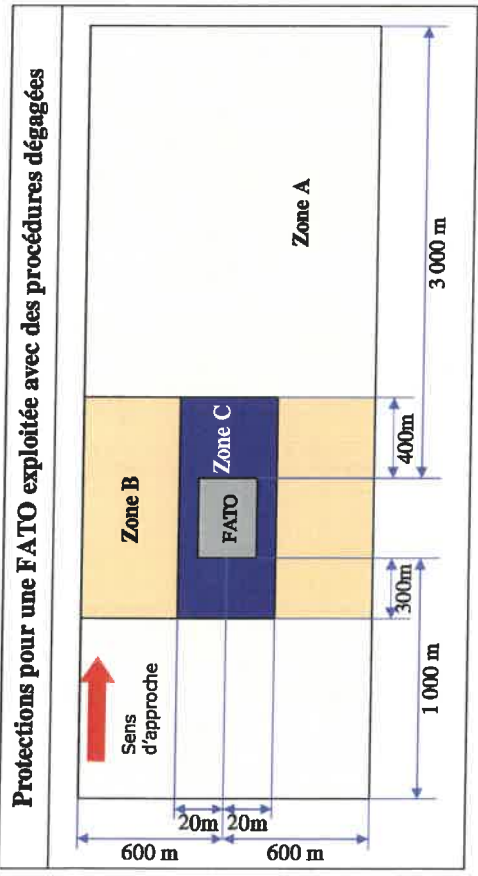 Protections pour une FATO exploitée avec des procédures dégagées
Sens
d'approche
Zone B
Zone C
FATO
Zone A
20m
20m
600 m
600 m
300m
400m
1 000 m
3 000 m